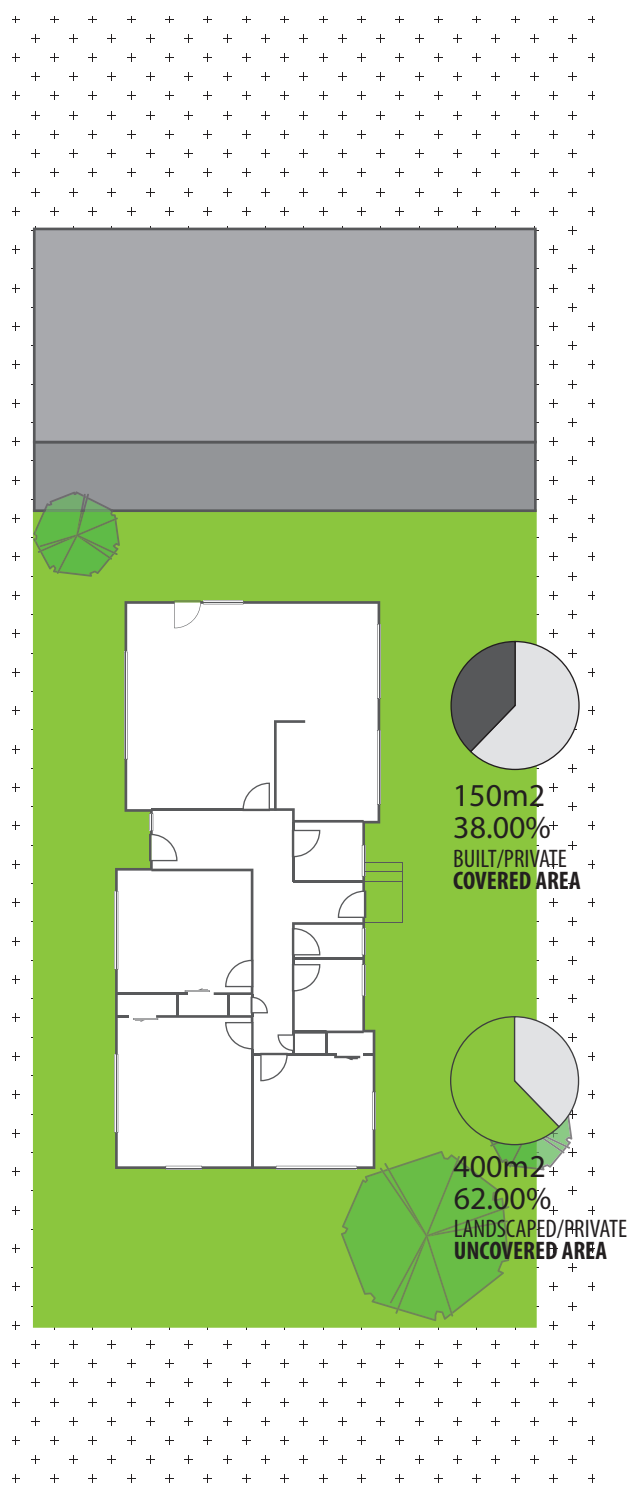 150m2
38.00%
BUILT/PRIVATE
COVERED AREA
400m2
62.00%
LANDSCAPED/PRIVATE
UNCOVERED AREA